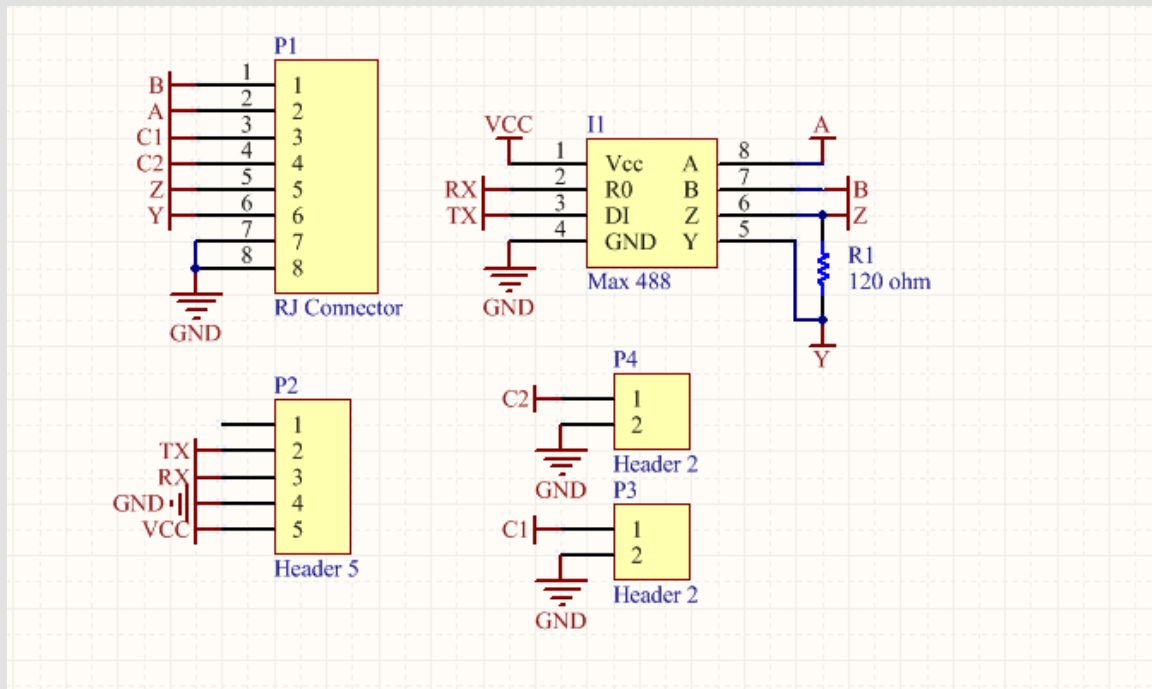 P1
B 1 1
A 2 2
C1 3 3
C2 4 4
Z 5 5
Y 6 6
7 7
8 8
GND
RJ Connector
I1
VCC 1 Vcc A 8 A
RX 2 R0 B 7 B
TX 3 DI Z 6 Z
4 GND Y 5
GND
Max 488
R1
120 ohm
Y
P2
1
TX 2
RX 3
GND 4
VCC 5
Header 5
P4
C2 1
2
GND
Header 2
P3
C1 1
2
GND
Header 2